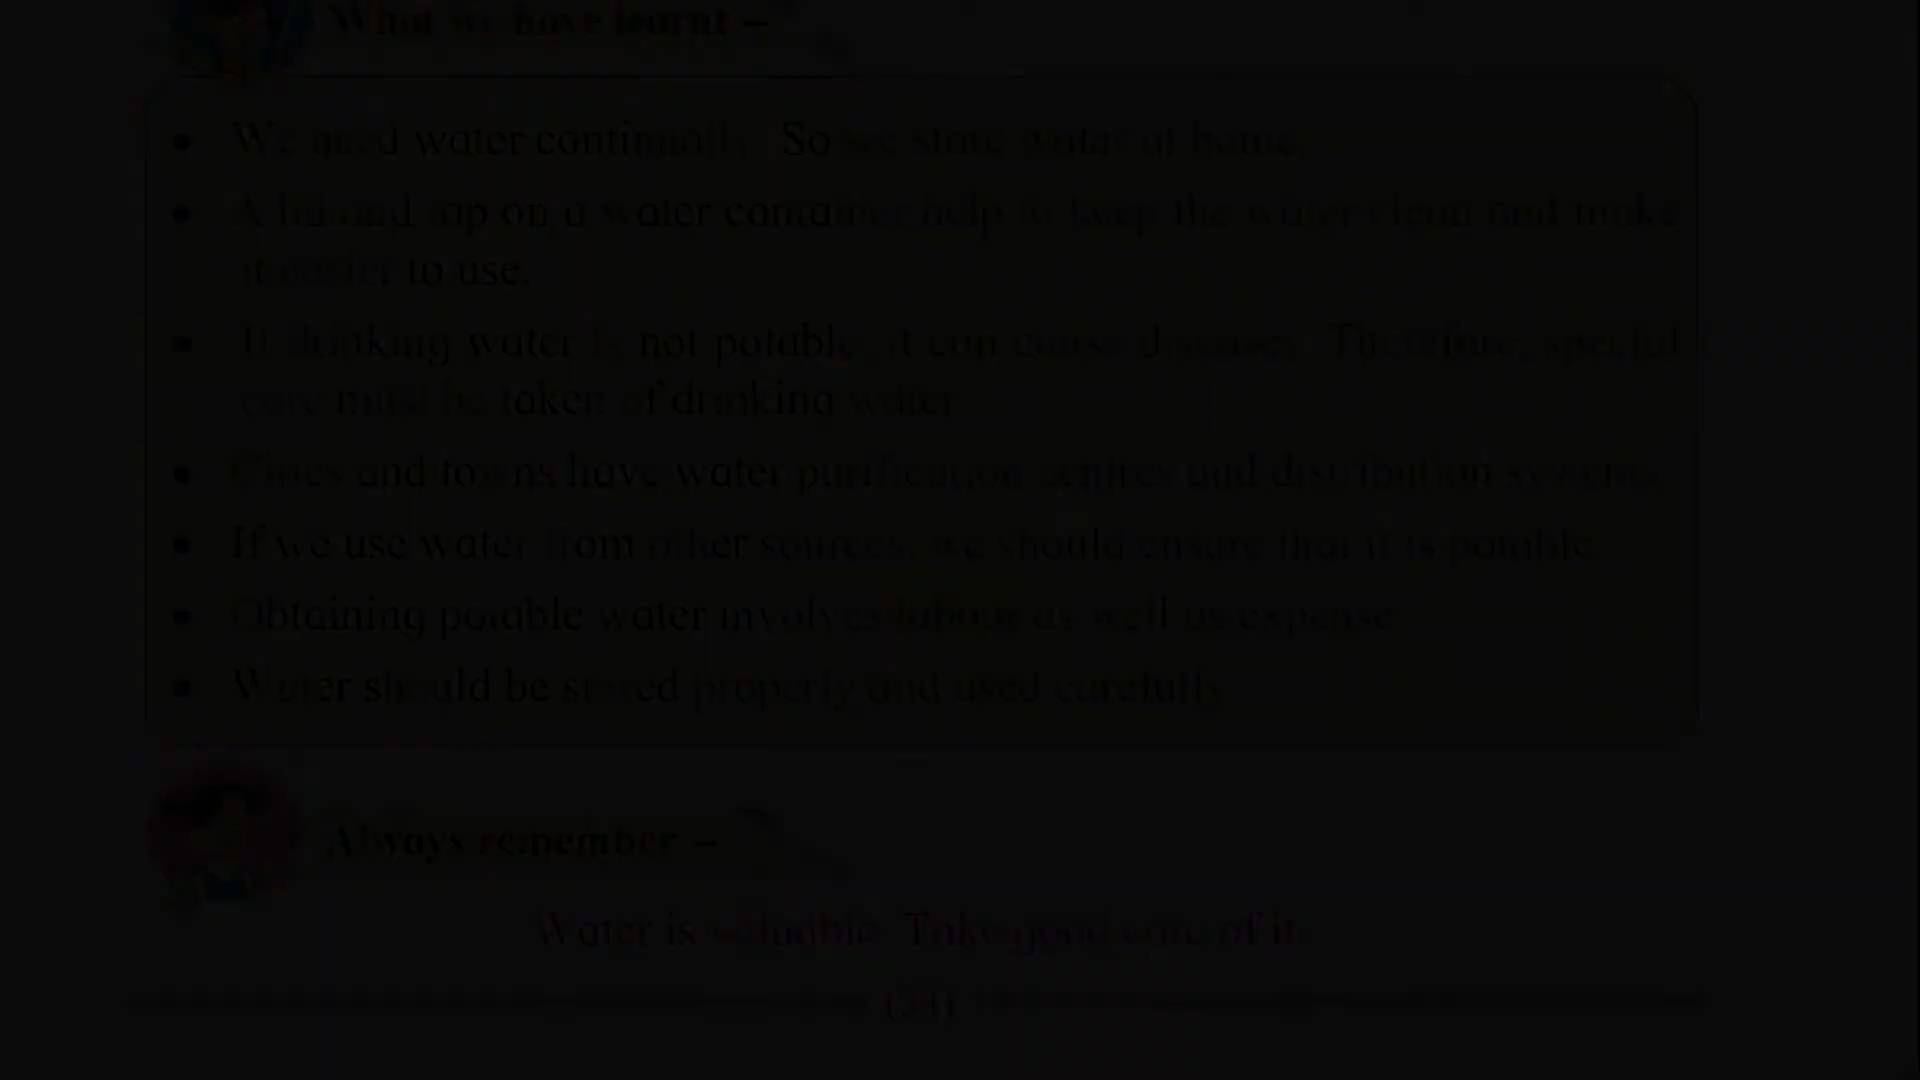 What we have learnt –
• We need water continually. So we store water at home.
• A lid and tap on a water container help to keep the water clean and make
it easier to use.
• If drinking water is not potable, it can cause diseases. Therefore, special
care must be taken of drinking water.
• Cities and towns have water purification centres and distribution systems.
• If we use water from other sources, we should ensure that it is potable.
• Obtaining potable water involves labour as well as expense.
• Water should be stored properly and used carefully.
Always remember –
Water is valuable. Take good care of it.